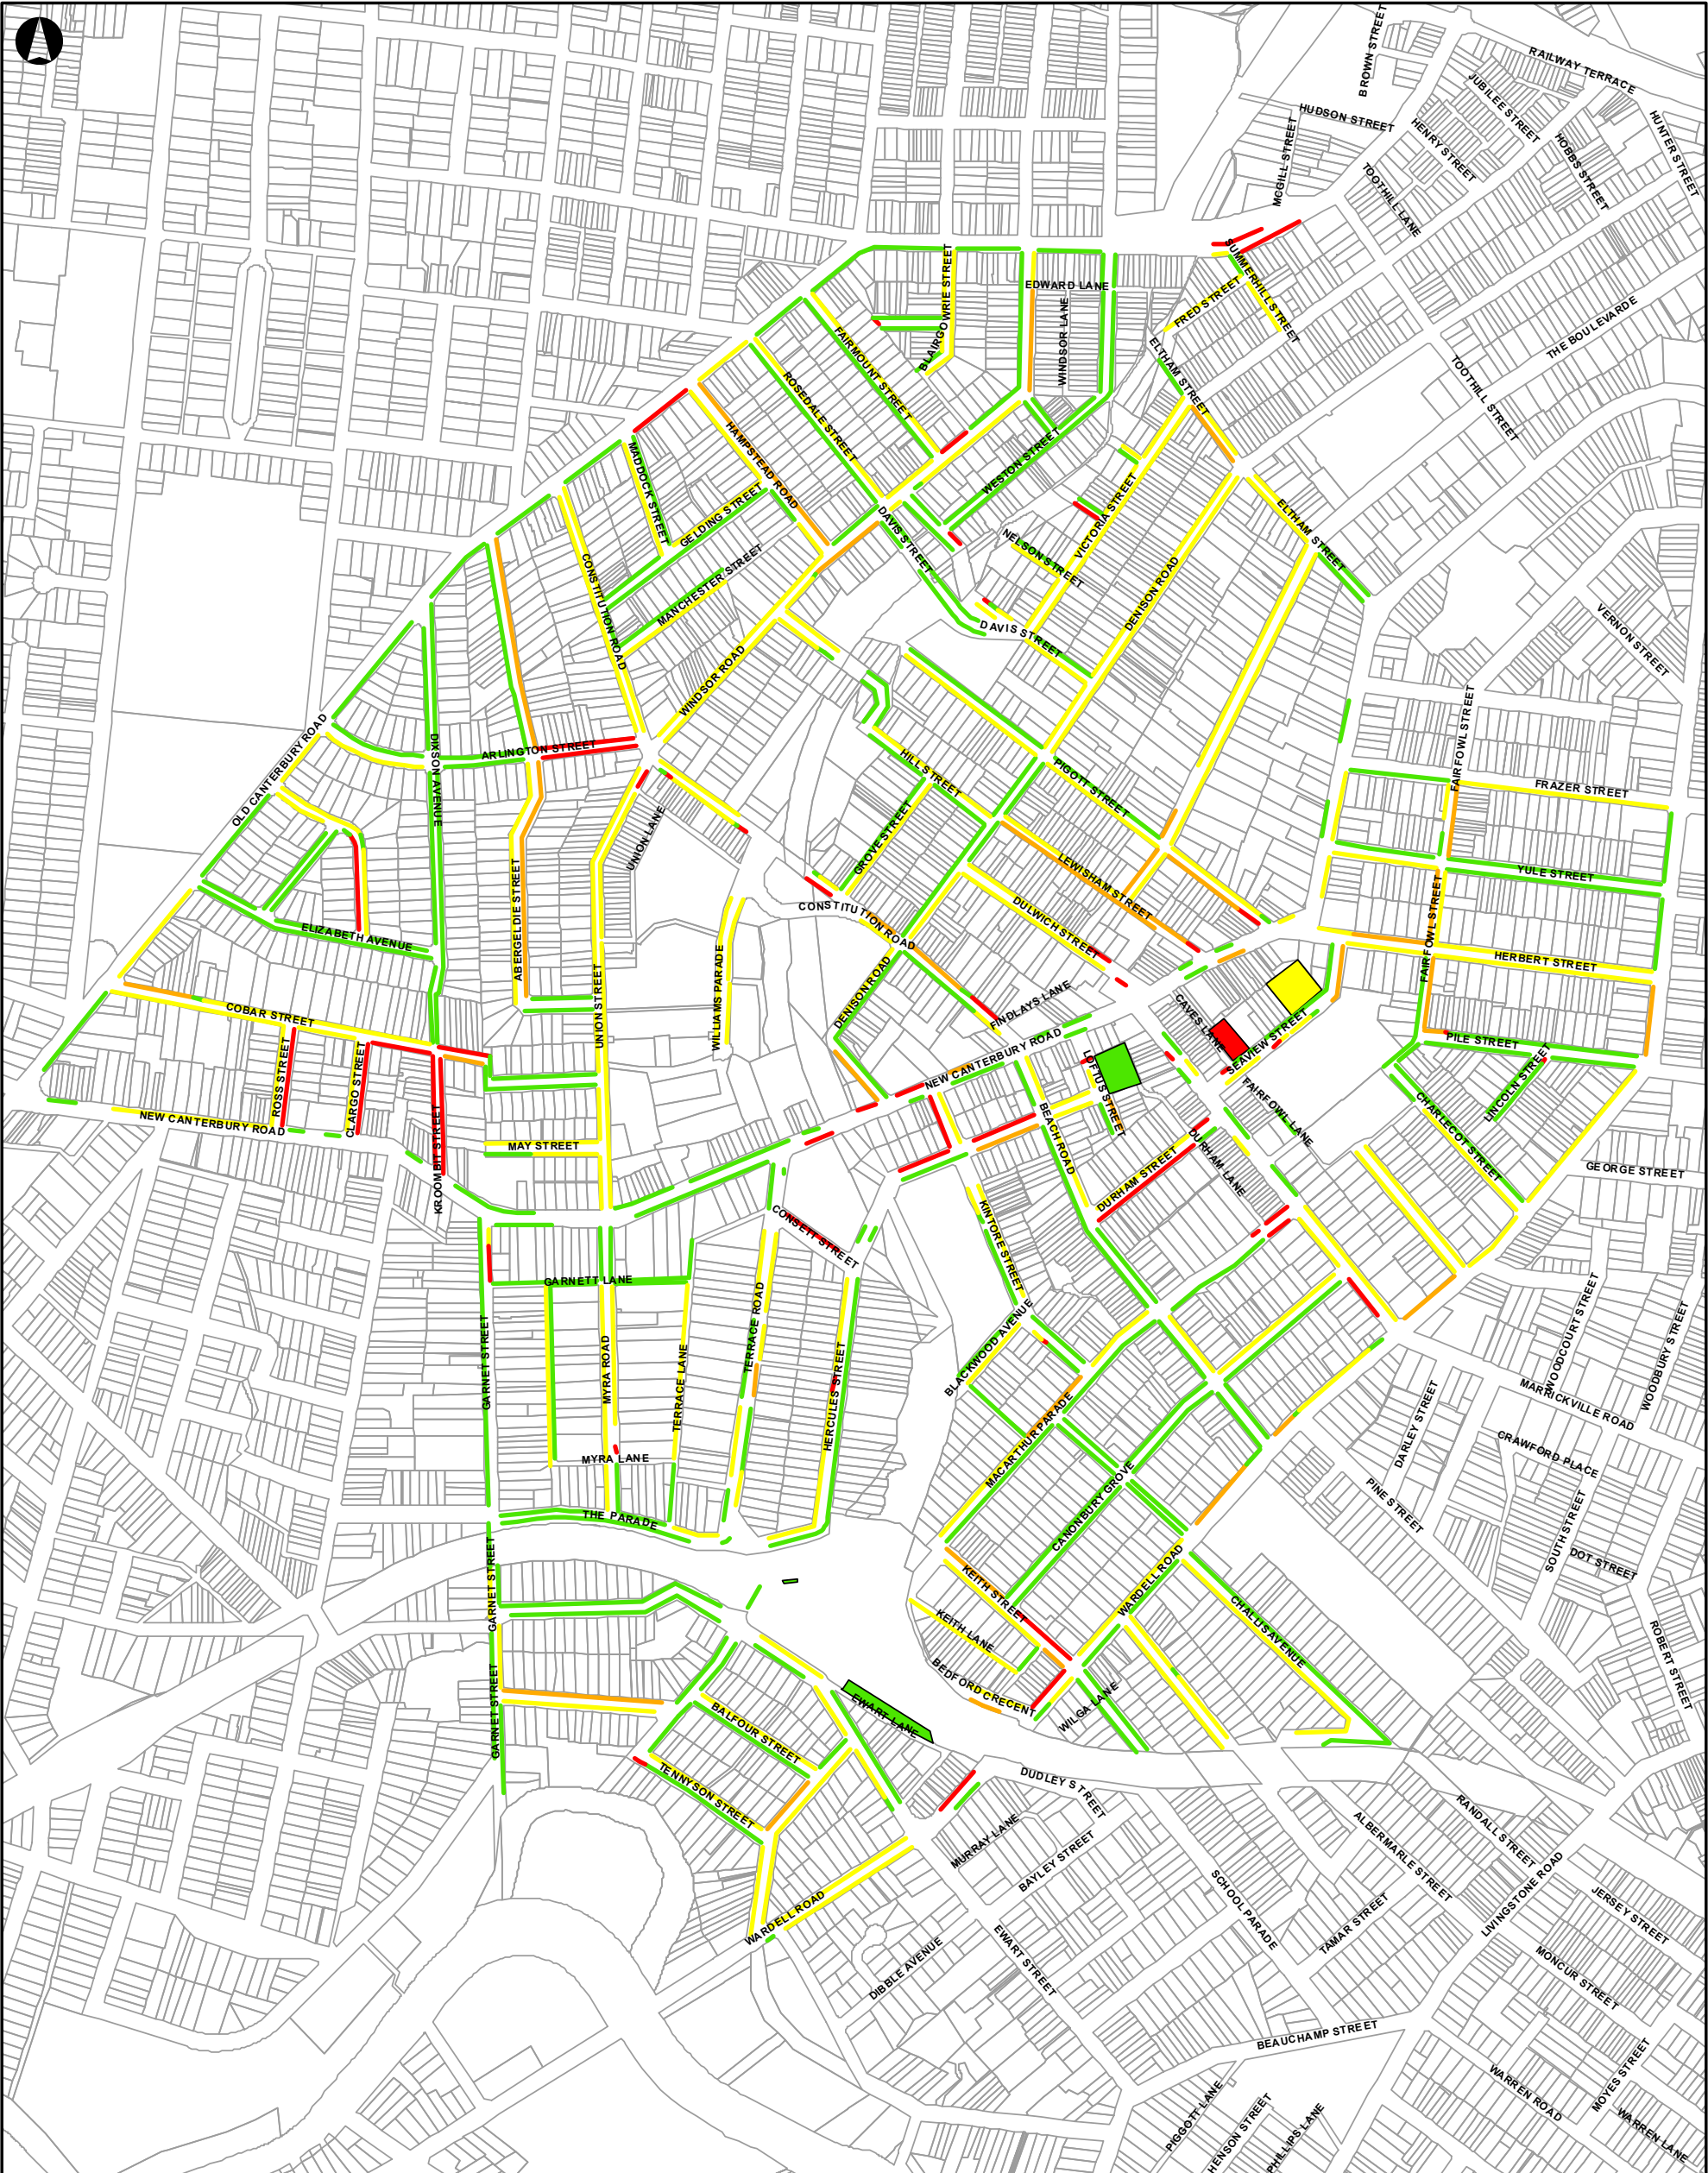 BROWN STREET
RAILWAY TERRACE
JUBILEE STREET
HUDSON STREET
HENRY STREET
HUNTER STREET
HOBBS STREET
MCGILL STREET
TOOTHILL LANE
SUMMERHILL STREET
BLAIRGOWRIE STREET
EDWARD LANE
FRED STREET
WINDSOR LANE
THE BOULEVARDE
FAIRMOUNT STREET
ELTHAM STREET
ROSEDALE STREET
TOOTHILL STREET
HAMPSTEAD ROAD
MADDOCK STREET
WESTON STREET
GELDING STREET
VICTORIA STREET
ELTHAM STREET
DAVIS STREET
NELSON STREET
CONSTITUTION ROAD
MANCHESTER STREET
DENISON ROAD
VERNON STREET
DAVIS STREET
WINDSOR ROAD
FAIRFOWL STREET
OLD CANTERBURY ROAD
DIXSON AVENUE
ARLINGTON STREET
HILL STREET
PIGOTT STREET
FRAZER STREET
UNION LANE
GROVE STREET
LEWISHAM STREET
YULE STREET
ABERGELDIE STREET
CONSTITUTION ROAD
DULWICH STREET
FAIRFOWL STREET
ELIZABETH AVENUE
HERBERT STREET
WILLIAMS PARADE
DENISON ROAD
UNION STREET
FINDLAYS LANE
CAVES LANE
COBAR STREET
SEAVIEW STREET
PILE STREET
NEW CANTERBURY ROAD
LOFTUS STREET
ROSS STREET
CLARGO STREET
LINCOLN STREET
FAIRFOWL LANE
NEW CANTERBURY ROAD
BEACH ROAD
CHARLECOT STREET
MAY STREET
KROOMBIT STREET
DURHAM STREET
DURHAM LANE
GEORGE STREET
CONSETT STREET
KINTORE STREET
GARNETT LANE
TERRACE ROAD
BLACKWOOD AVENUE
WOODCOURT STREET
WOODBURY STREET
GARNET STREET
MYRA ROAD
TERRACE LANE
HERCULES STREET
MARRICKVILLE ROAD
DARLEY STREET
MACARTHUR PARADE
MYRA LANE
CRAWFORD PLACE
CANONBURY GROVE
PINE STREET
THE PARADE
SOUTH STREET
DOT STREET
GARNET STREET
KEITH STREET
WARDELL ROAD
KEITH LANE
CHALLIS AVENUE
ROBERT STREET
GARNET STREET
BEDFORD CRECENT
WILGA LANE
EWART LANE
BALFOUR STREET
TENNYSON STREET
DUDLEY STREET
MURRAY LANE
BAYLEY STREET
ALBERMARLE STREET
RANDALL STREET
LIVINGSTONE ROAD
SCHOOL PARADE
TAMAR STREET
JERSEY STREET
WARDELL ROAD
DIBBLE AVENUE
EWART STREET
MONCUR STREET
BEAUCHAMP STREET
WARREN ROAD
MOYES STREET
PIGGOTT LANE
HENSON STREET
PHILLIPS LANE
WARREN LANE